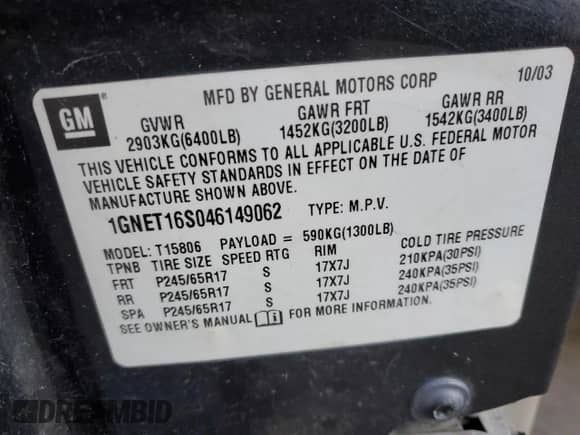 MFD BY GENERAL MOTORS CORP 10/03
GM
GVWR GAWR FRT GAWR RR
2903KG(6400LB) 1452KG(3200LB) 1542KG(3400LB)
THIS VEHICLE CONFORMS TO ALL APPLICABLE U.S. FEDERAL MOTOR
VEHICLE SAFETY STANDARDS IN EFFECT ON THE DATE OF
MANUFACTURE SHOWN ABOVE.
1GNET16S046149062 TYPE: M.P.V.
MODEL: T15806 PAYLOAD = 590KG(1300LB)
TPNB TIRE SIZE SPEED RTG RIM COLD TIRE PRESSURE
FRT P245/65R17 S 17X7J 210KPA(30PSI)
RR P245/65R17 S 17X7J 240KPA(35PSI)
SPA P245/65R17 S 17X7J 240KPA(35PSI)
SEE OWNER'S MANUAL FOR MORE INFORMATION.
DREAMBID